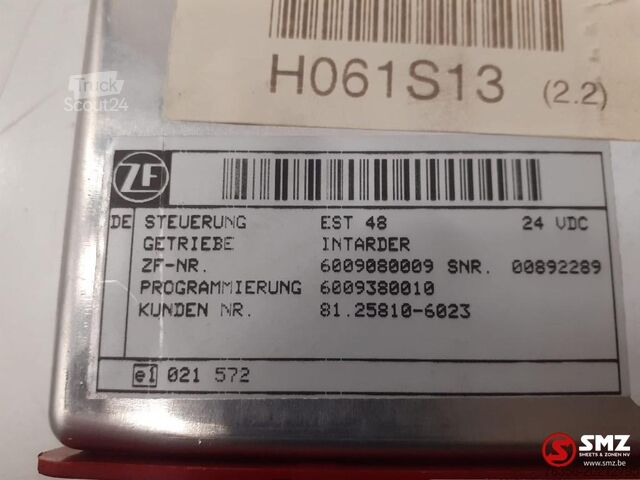 Truck
Scout24
H061S13 (2.2)
ZF
DE STEUERUNG EST 48 24 VDC
GETRIEBE INTARDER
ZF-NR. 6009080009 SNR. 00892289
PROGRAMMIERUNG 6009380010
KUNDEN NR. 81.25810-6023
e1 021 572
SMZ
SHEETS & ZONEN NV
www.smz.be